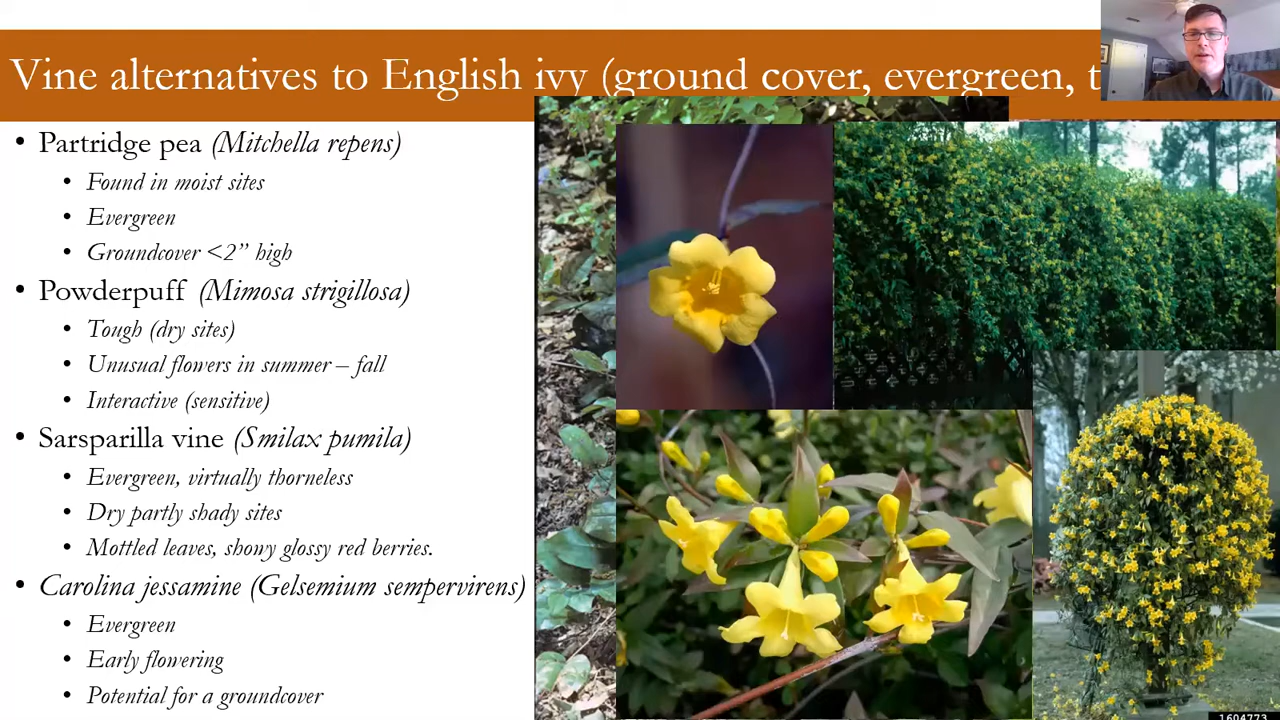 Vine alternatives to English ivy (ground cover, evergreen, t
Partridge pea (Mitchella repens)
Found in moist sites
Evergreen
Groundcover <2” high
Powderpuff (Mimosa strigillosa)
Tough (dry sites)
Unusual flowers in summer – fall
Interactive (sensitive)
Sarsparilla vine (Smilax pumila)
Evergreen, virtually thorneless
Dry partly shady sites
Mottled leaves, showy glossy red berries.
Carolina jessamine (Gelsemium sempervirens)
Evergreen
Early flowering
Potential for a groundcover
1604773